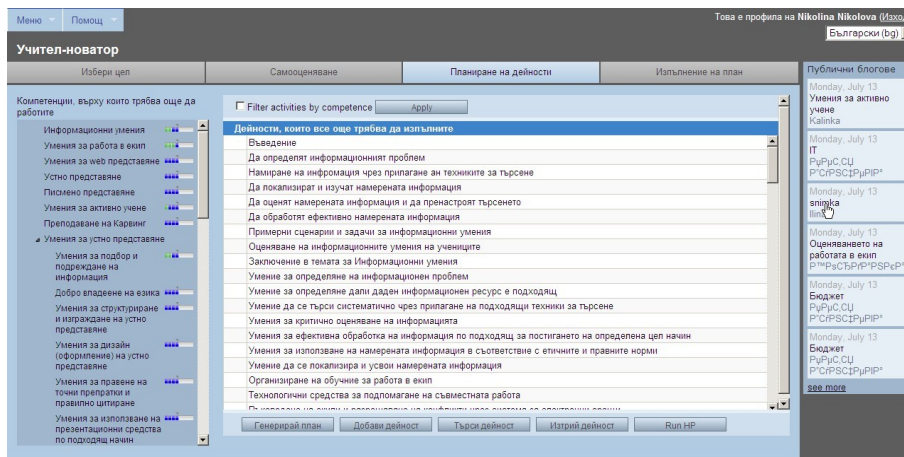 Меню
Помощ
Това е профила на Nikolina Nikolova (Изход
Български (bg)
Учител-новатор
Избери цел
Самооценяване
Планиране на дейности
Изпълнение на план
Компетенции, върху които трябва още да
работите
Информационни умения
Умения за работа в екип
Умения за web представяне
Устно представяне
Писмено представяне
Умения за активно учене
Преподаване на Карвинг
Умения за устно представяне
Умения за подбор и
подреждане на
информация
Добро владеене на езика
Умения за структуриране
и изграждане на устно
представяне
Умения за дизайн
(оформление) на устно
представяне
Умения за правене на
точни препратки и
правилно цитиране
Умения за използване на
презентационни средства
по подходящ начин
Filter activities by competence
Apply
Дейности, които все още трябва да изпълните
Въведение
Да определят информационният проблем
Намиране на инфромация чрез прилагане ан техниките за търсене
Да локализират и изучат намерената информация
Да оценят намерената информация и да пренастроят търсенето
Да обработят ефективно намерената информация
Примерни сценарии и задачи за информационни умения
Оценяване на информационните умения на учениците
Заключение в темата за Информационни умения
Умение за определяне на информационен проблем
Умение за определяне дали даден информационен ресурс е подходящ
Умение да се търси систематично чрез прилагане на подходящи техники за търсене
Умения за критично оценяване на информацията
Умения за ефективна обработка на информация по подходящ за постигането на определена цел начин
Умения за използване на намерената информация в съответствие с етичните и правните норми
Умение да се локализира и усвои намерената информация
Организиране на обучние за работа в екип
Технологични средства за подпомагане на съвместната работа
Генерирай план
Добави дейност
Търси дейност
Изтрий дейност
Run HP
Публични блогове
Monday, July 13
Умения за активно
учене
Kalinka
Monday, July 13
IT
Monday, July 13
snimka
Monday, July 13
Оценяванвето на
работата в екип
Monday, July 13
Бюджет
Monday, July 13
Бюджет
see more